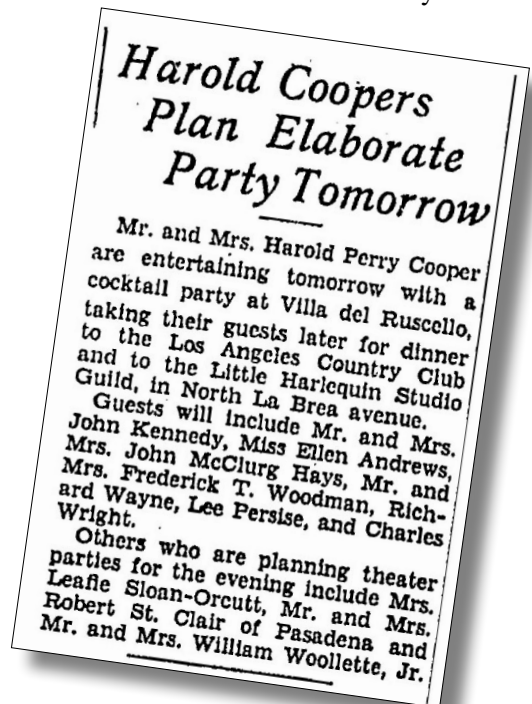 Harold Coopers
Plan Elaborate
Party Tomorrow
Mr. and Mrs. Harold Perry Cooper
are entertaining tomorrow with a
cocktail party at Villa del Ruscello,
taking their guests later for dinner
to the Los Angeles Country Club
and to the Little Harlequin Studio
Guild, in North La Brea avenue.
Guests will include Mr. and Mrs.
John Kennedy, Miss Ellen Andrews,
Mrs. John McClurg Hays, Mr. and
Mrs. Frederick T. Woodman, Rich-
ard Wayne, Lee Persise, and Charles
Wright.
Others who are planning theater
parties for the evening include Mrs.
Leafie Sloan-Orcutt, Mr. and Mrs.
Robert St. Clair of Pasadena and
Mr. and Mrs. William Woollette, Jr.